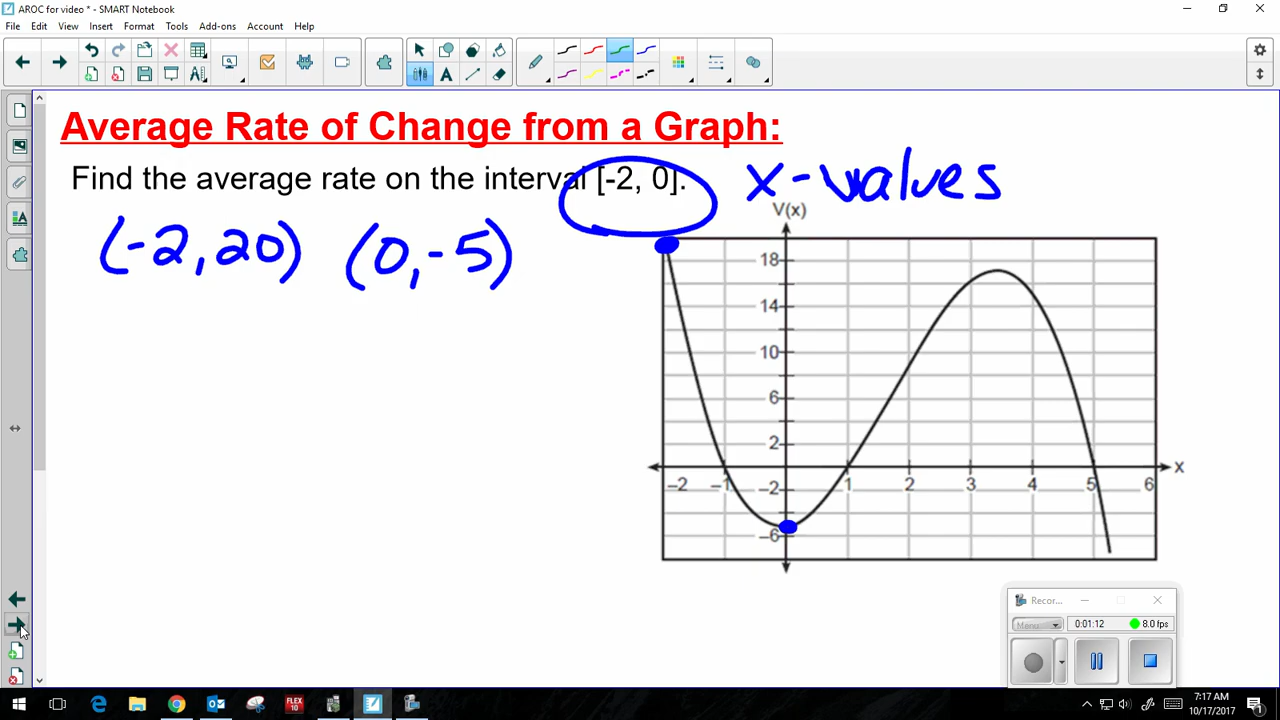 AROC for video * - SMART Notebook
File Edit View Insert Format Tools Add-ons Account Help
Average Rate of Change from a Graph:
Find the average rate on the interval [-2, 0]. x-values
(-2,20) (0,-5)
V(x)
18
14
10
6
2
–2 –1 1 2 3 4 5 6 x
–2
–6
Recor...
Menu 0:01:12 8.0 fps
FLEX
10
7:17 AM
10/17/2017